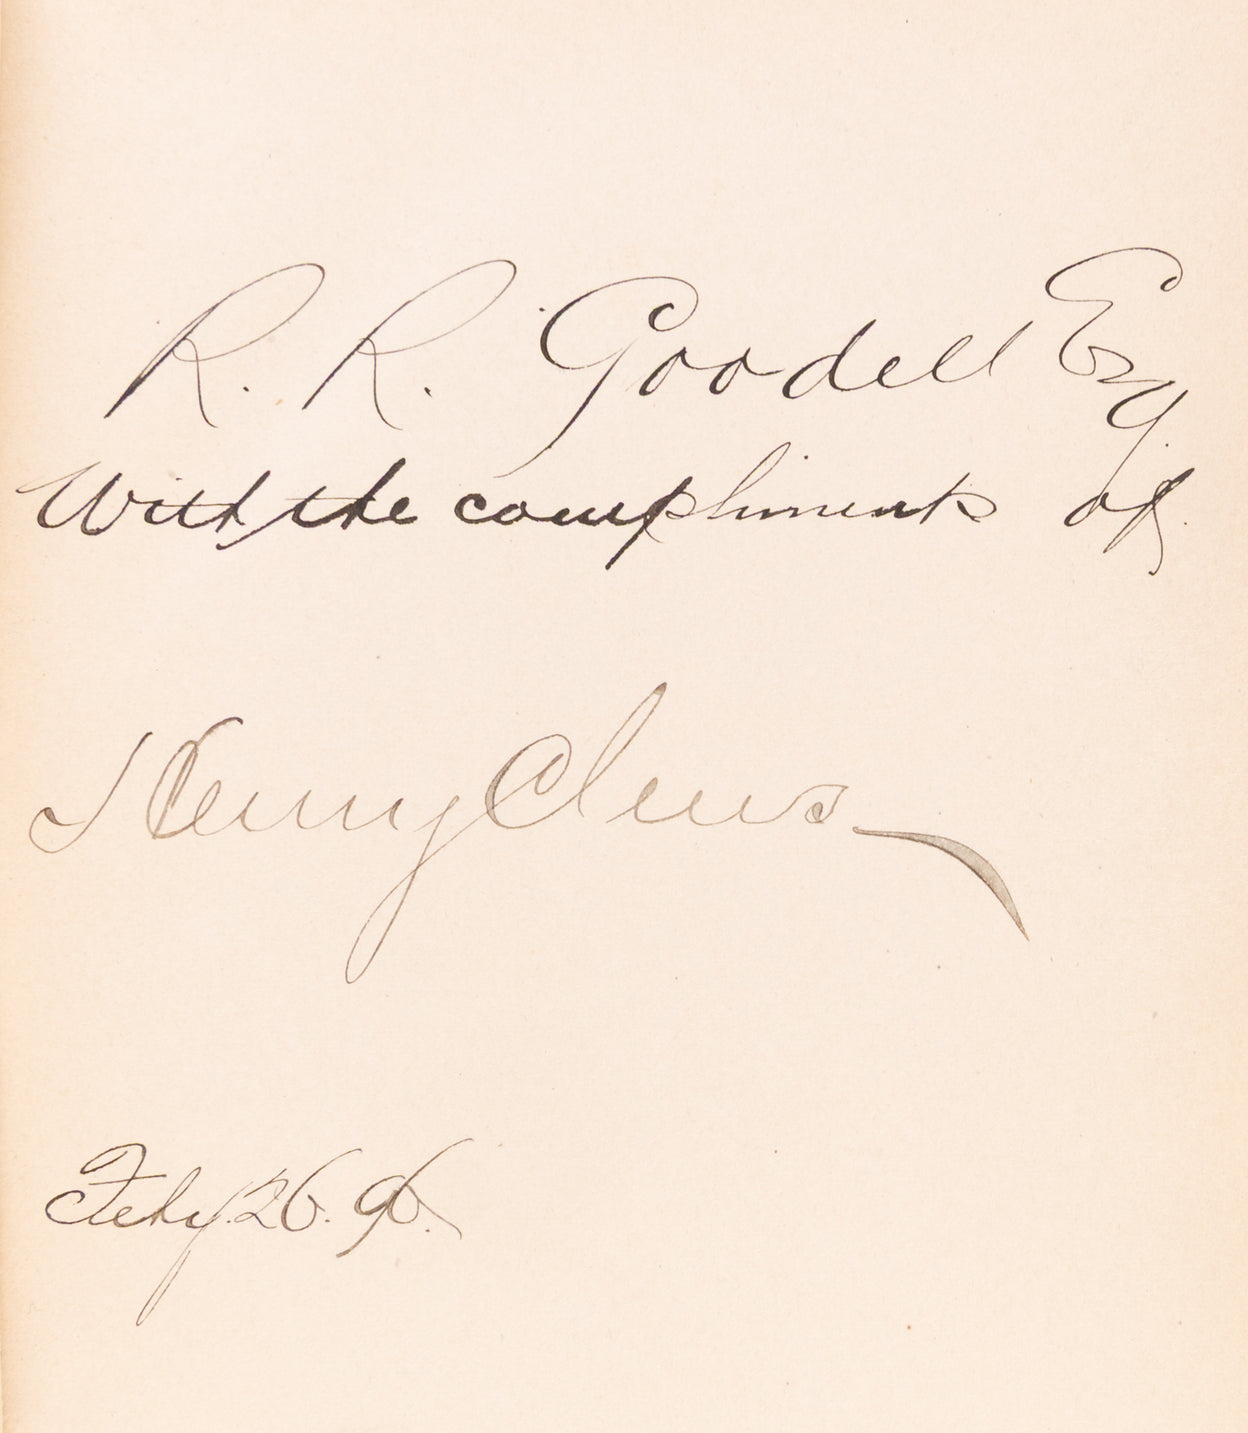 R. R. Goodell Esq.
With the compliments of
Henry Clews
Feby. 26. 96.